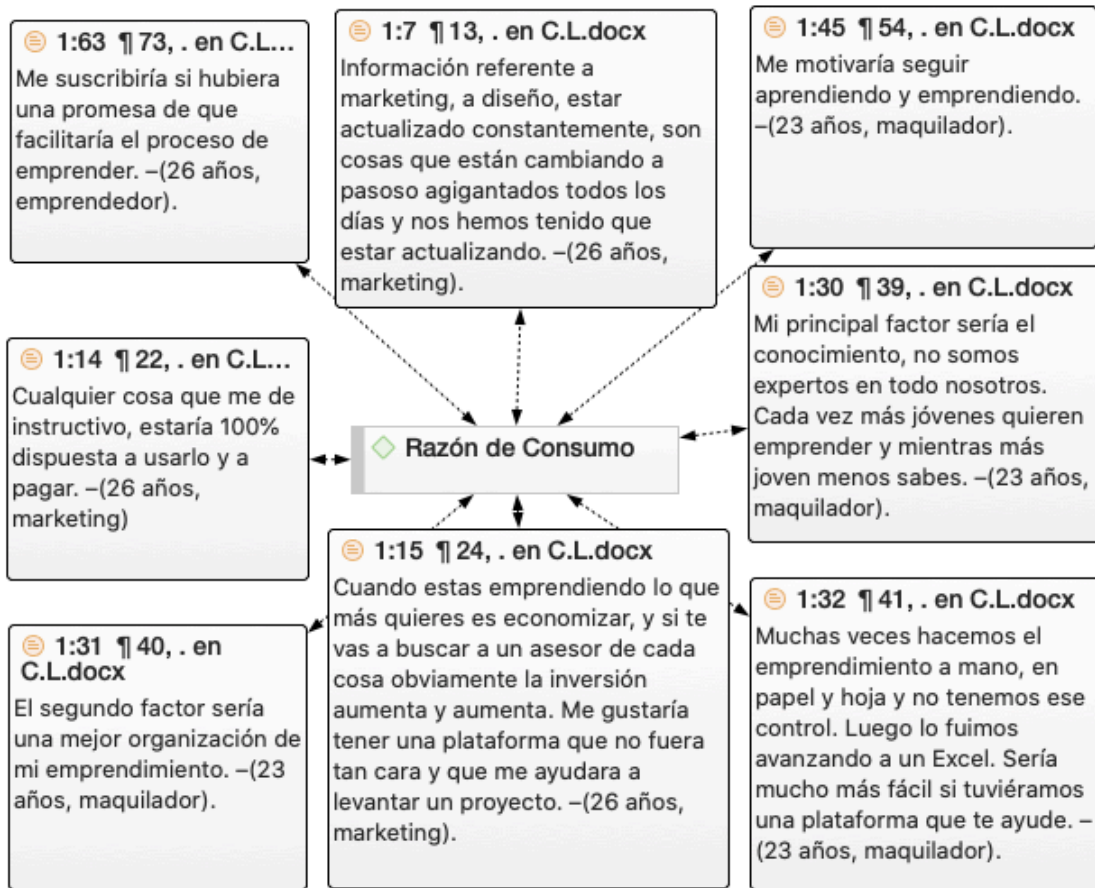 1:63 ¶ 73, . en C.L...
Me suscribiría si hubiera
una promesa de que
facilitaría el proceso de
emprender. –(26 años,
emprendedor).
1:7 ¶ 13, . en C.L.docx
Información referente a
marketing, a diseño, estar
actualizado constantemente, son
cosas que están cambiando a
pasoso agigantados todos los
días y nos hemos tenido que
estar actualizando. –(26 años,
marketing).
1:45 ¶ 54, . en C.L.docx
Me motivaría seguir
aprendiendo y emprendiendo.
–(23 años, maquilador).
1:14 ¶ 22, . en C.L...
Cualquier cosa que me de
instructivo, estaría 100%
dispuesta a usarlo y a
pagar. –(26 años,
marketing)
Razón de Consumo
1:30 ¶ 39, . en C.L.docx
Mi principal factor sería el
conocimiento, no somos
expertos en todo nosotros.
Cada vez más jóvenes quieren
emprender y mientras más
joven menos sabes. –(23 años,
maquilador).
1:31 ¶ 40, . en
C.L.docx
El segundo factor sería
una mejor organización de
mi emprendimiento. –(23
años, maquilador).
1:15 ¶ 24, . en C.L.docx
Cuando estas emprendiendo lo que
más quieres es economizar, y si te
vas a buscar a un asesor de cada
cosa obviamente la inversión
aumenta y aumenta. Me gustaría
tener una plataforma que no fuera
tan cara y que me ayudara a
levantar un proyecto. –(26 años,
marketing).
1:32 ¶ 41, . en C.L.docx
Muchas veces hacemos el
emprendimiento a mano, en
papel y hoja y no tenemos ese
control. Luego lo fuimos
avanzando a un Excel. Sería
mucho más fácil si tuviéramos
una plataforma que te ayude. –
(23 años, maquilador).